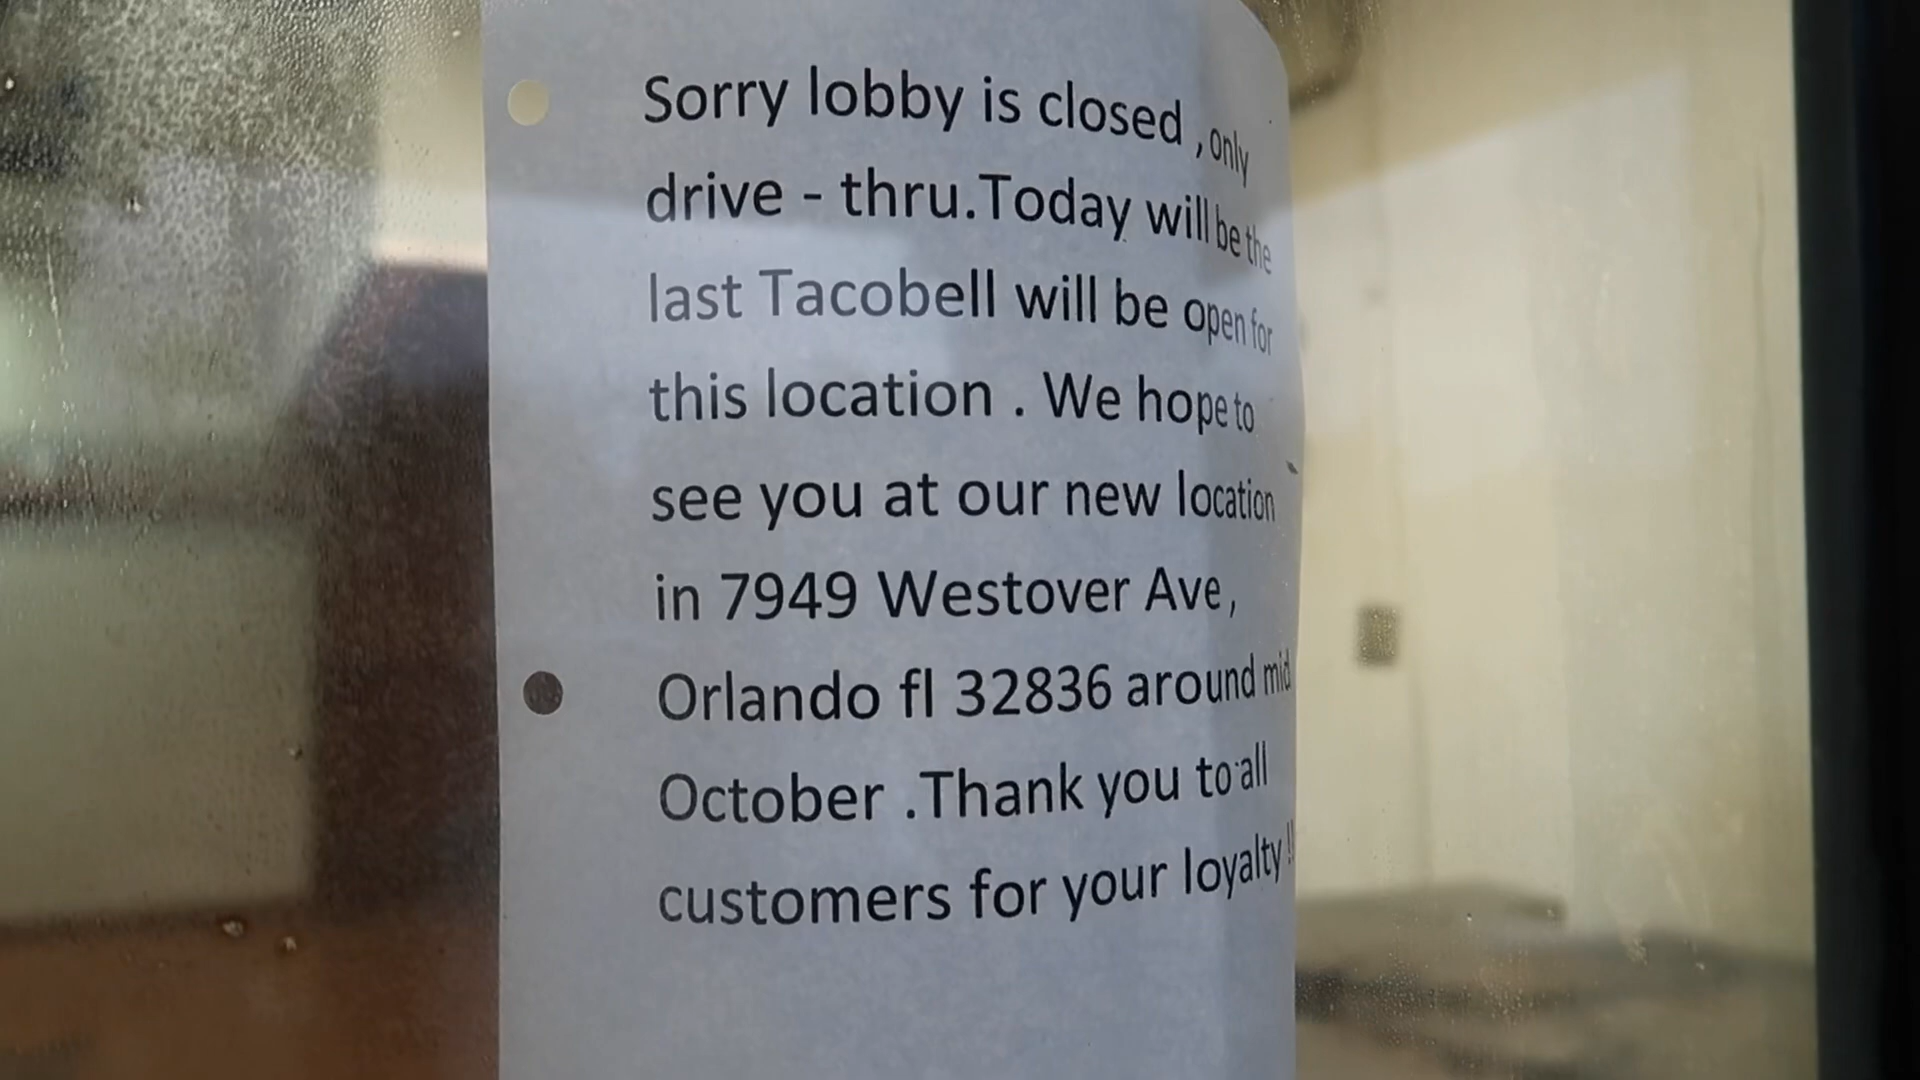 Sorry lobby is closed , only
drive - thru.Today will be the
last Tacobell will be open for
this location . We hope to
see you at our new location
in 7949 Westover Ave,
Orlando fl 32836 around mid
October .Thank you to all
customers for your loyalty !!